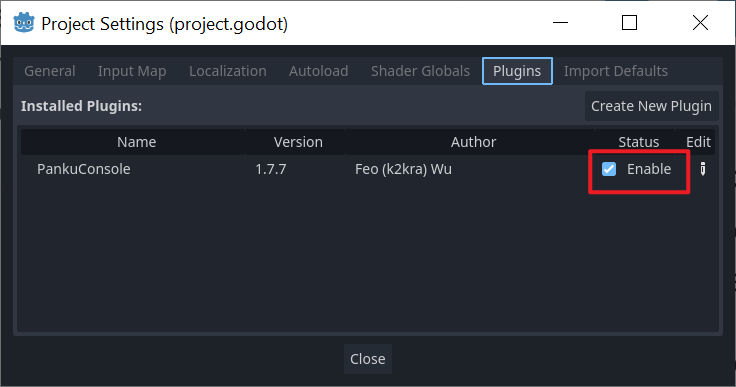 Project Settings (project.godot)
General Input Map Localization Autoload Shader Globals Plugins Import Defaults
Installed Plugins: Create New Plugin
Name Version Author Status Edit
PankuConsole 1.7.7 Feo (k2kra) Wu Enable
Close